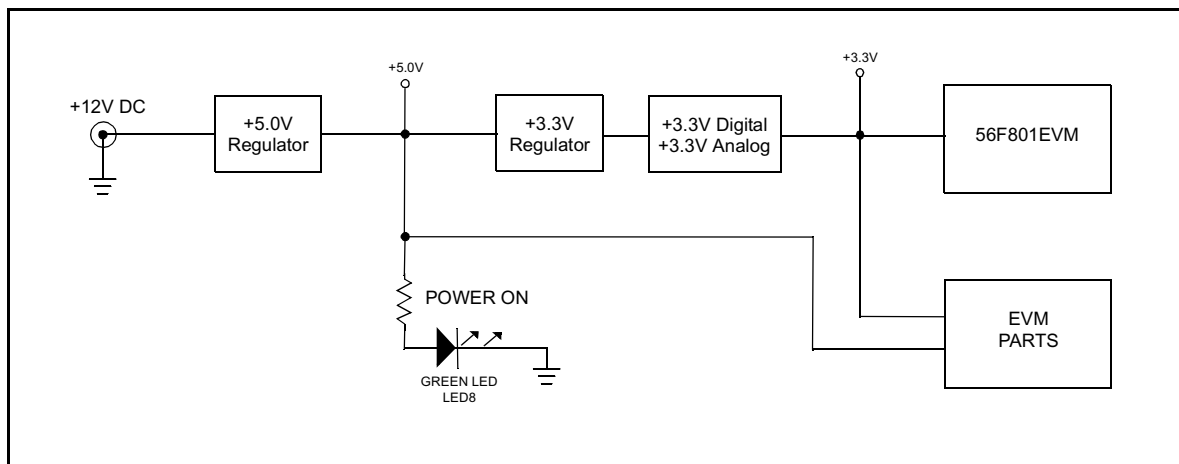 +5.0V
+3.3V
+12V DC
+5.0V
Regulator
+3.3V
Regulator
+3.3V Digital
+3.3V Analog
56F801EVM
POWER ON
GREEN LED
LED8
EVM
PARTS